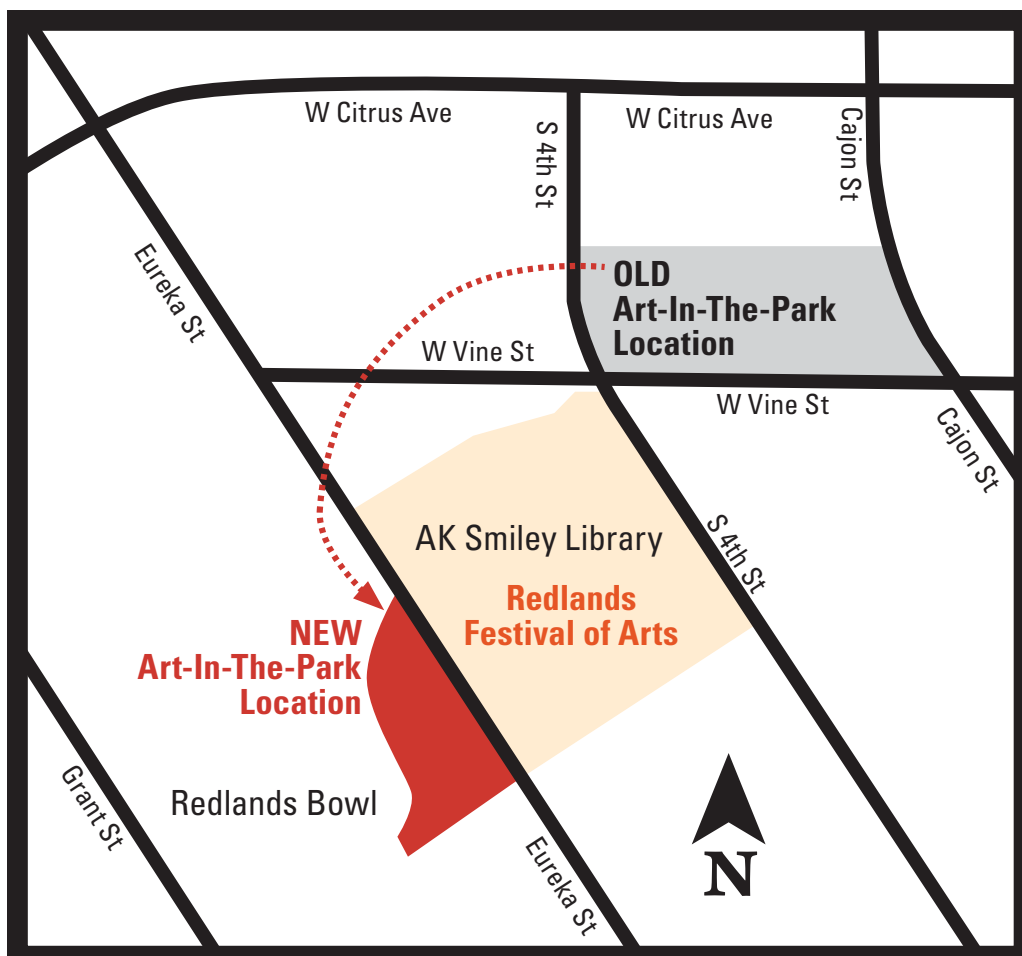 W Citrus Ave
W Citrus Ave
S 4th St
Cajon St
Eureka St
OLD
Art-In-The-Park
Location
W Vine St
W Vine St
Cajon St
S 4th St
AK Smiley Library
Redlands
Festival of Arts
NEW
Art-In-The-Park
Location
Grant St
Redlands Bowl
Eureka St
N